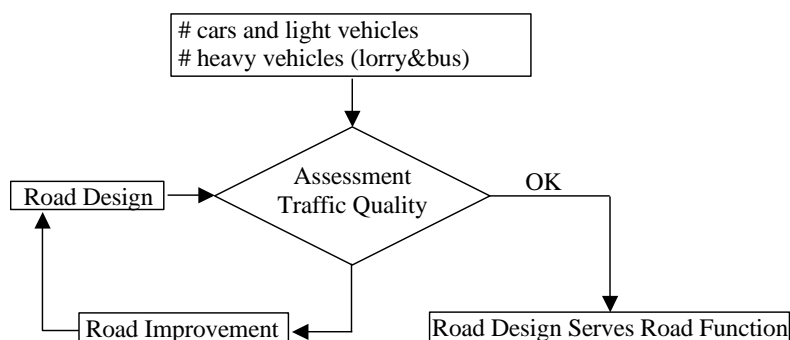 # cars and light vehicles
# heavy vehicles (lorry&bus)
Assessment
Traffic Quality
OK
Road Design
Road Improvement
Road Design Serves Road Function